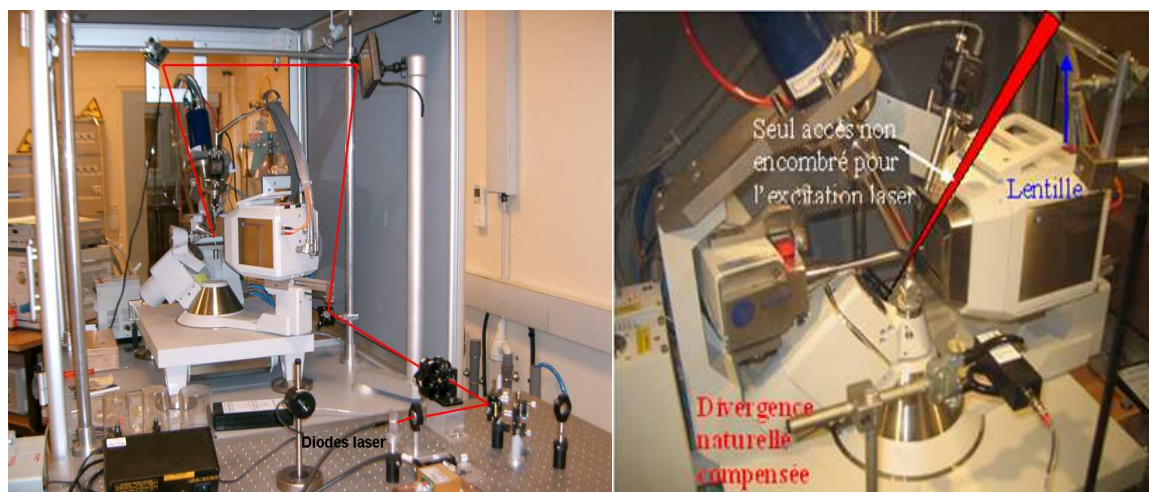 Diodes laser
Seul accès non
encombré pour
l'excitation laser
Lentille
Divergence
naturelle
compensée